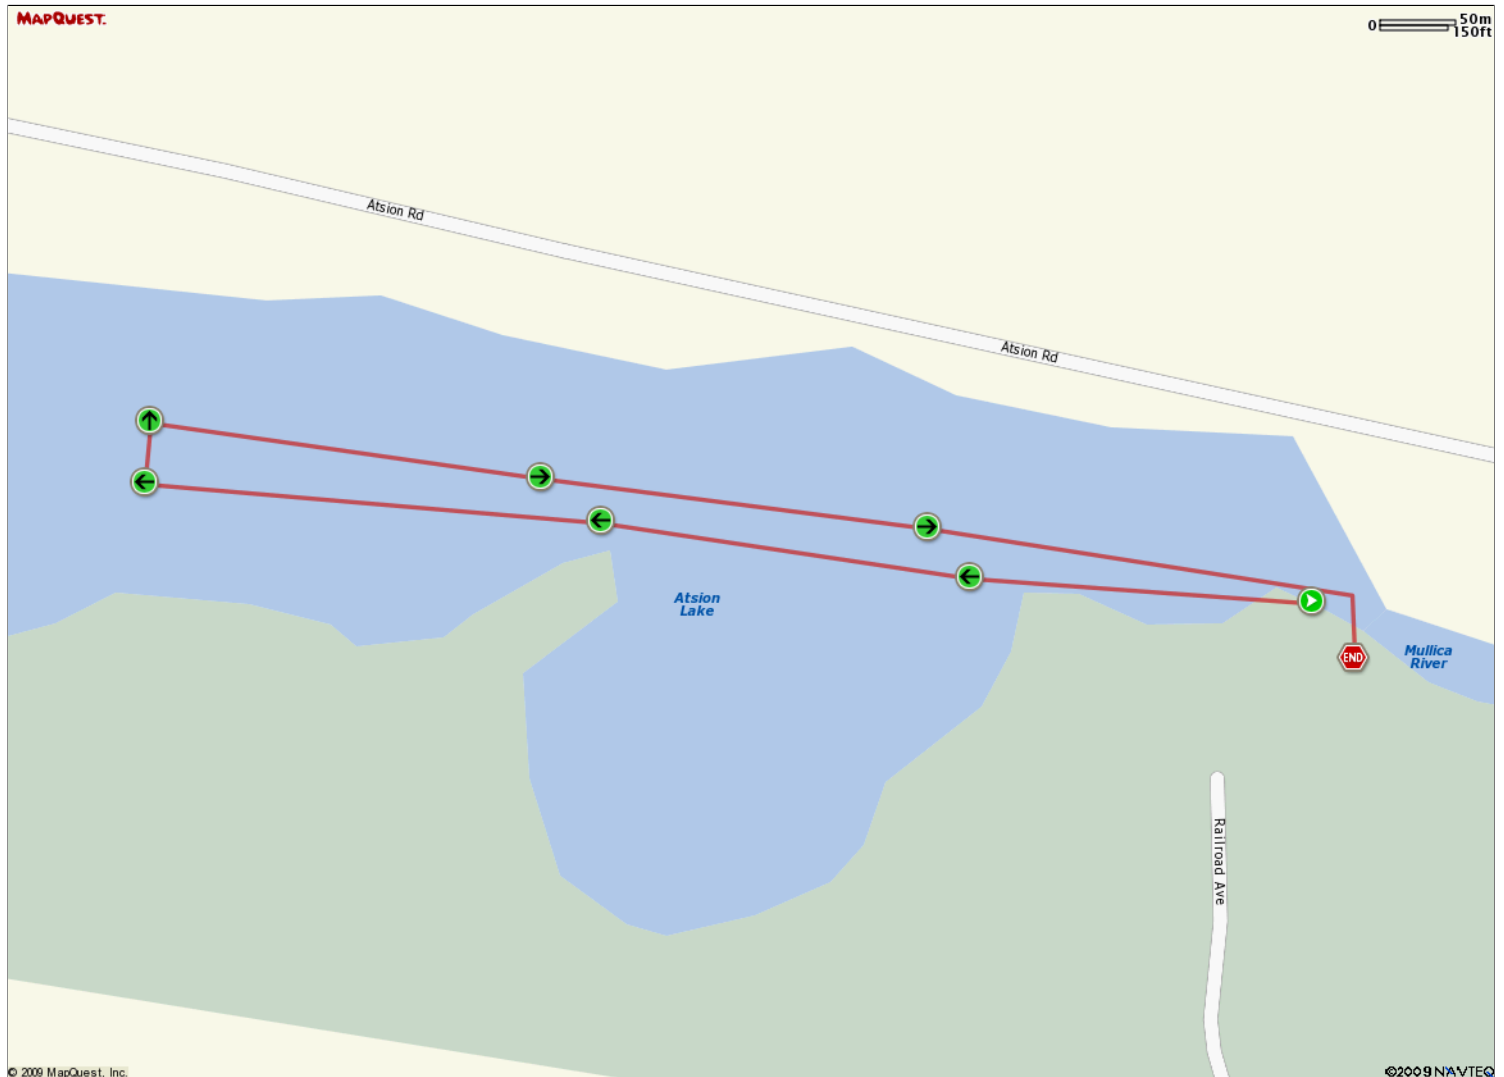 MAPQUEST.
0 50m
150ft
Atsion Rd
Atsion Rd
Atsion
Lake
Mullica
River
END
Railroad Ave
© 2009 MapQuest, Inc.
©2009 NAVTEQ